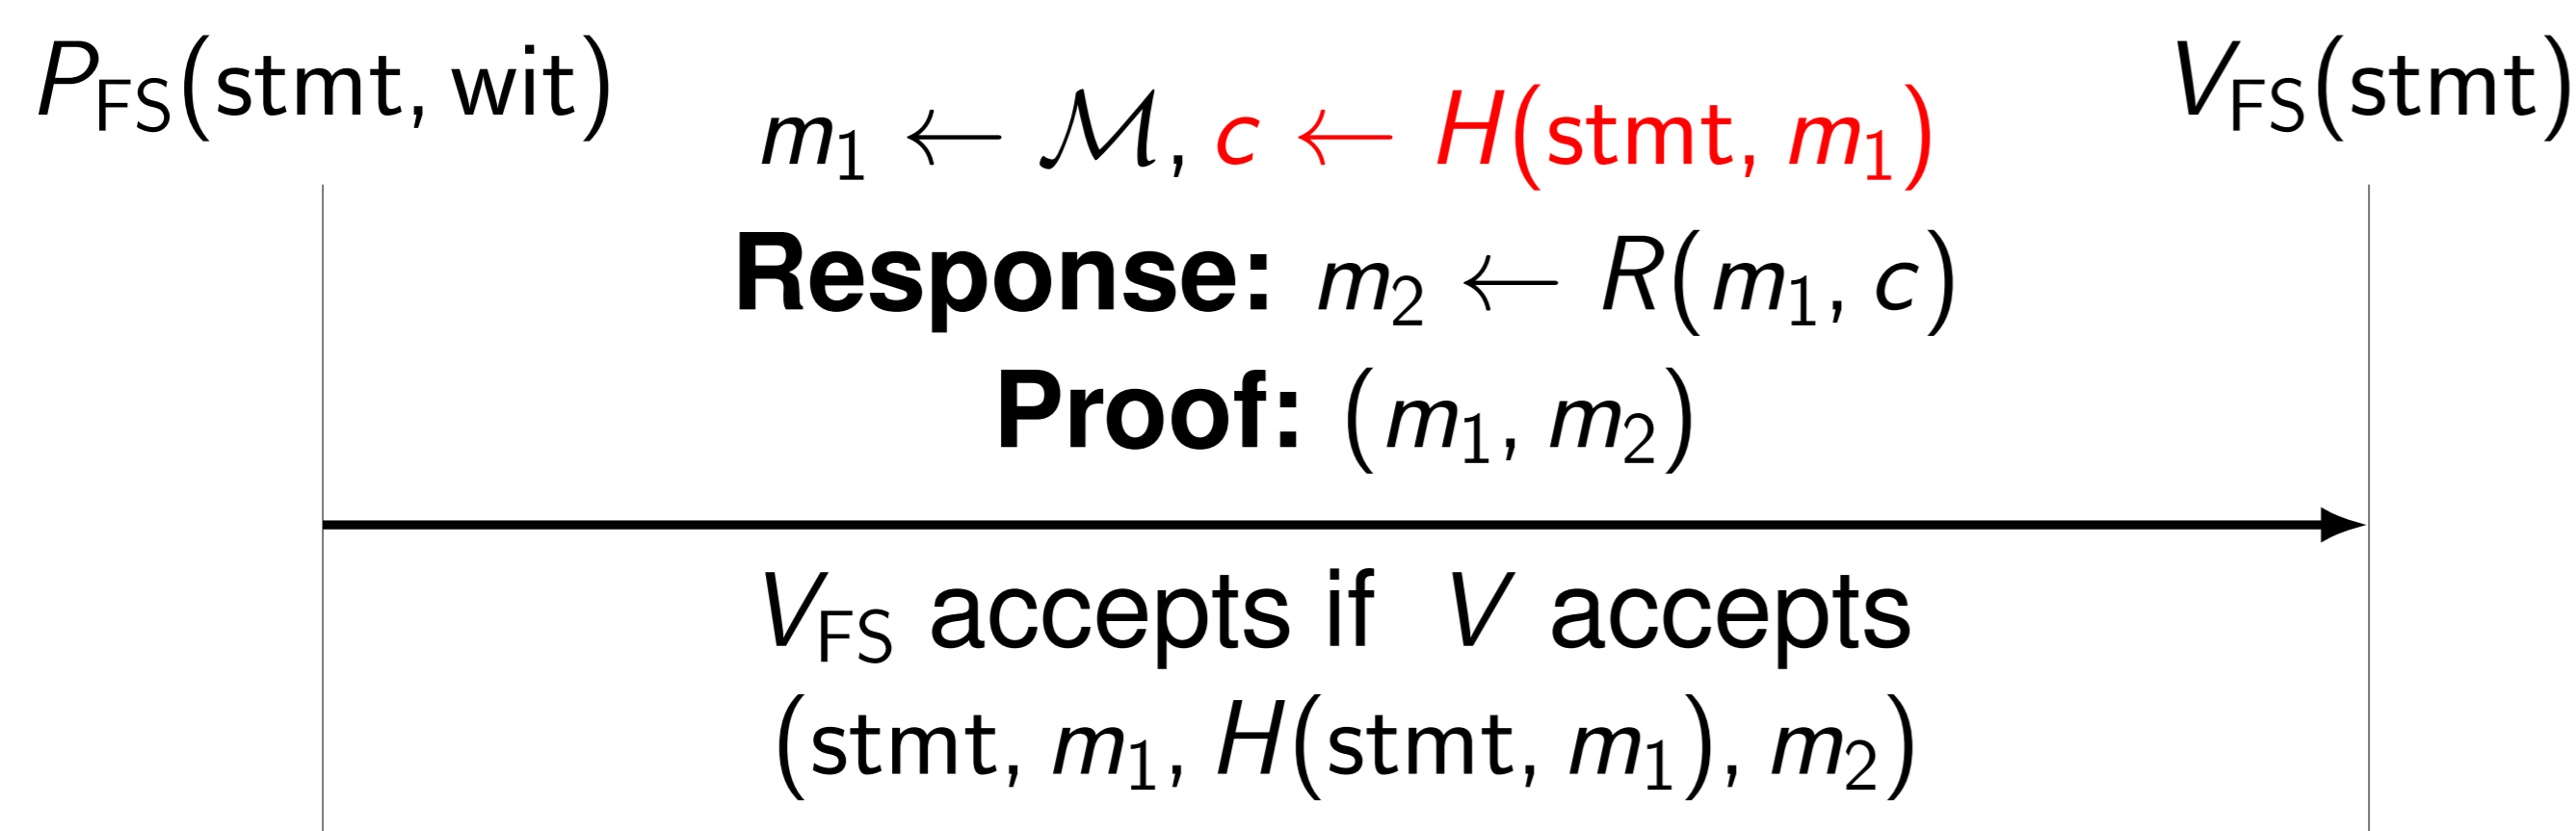 P_FS(stmt, wit)
V_FS(stmt)
m_1 ← ℳ, c ← H(stmt, m_1)
Response: m_2 ← R(m_1, c)
Proof: (m_1, m_2)
V_FS accepts if V accepts
(stmt, m_1, H(stmt, m_1), m_2)